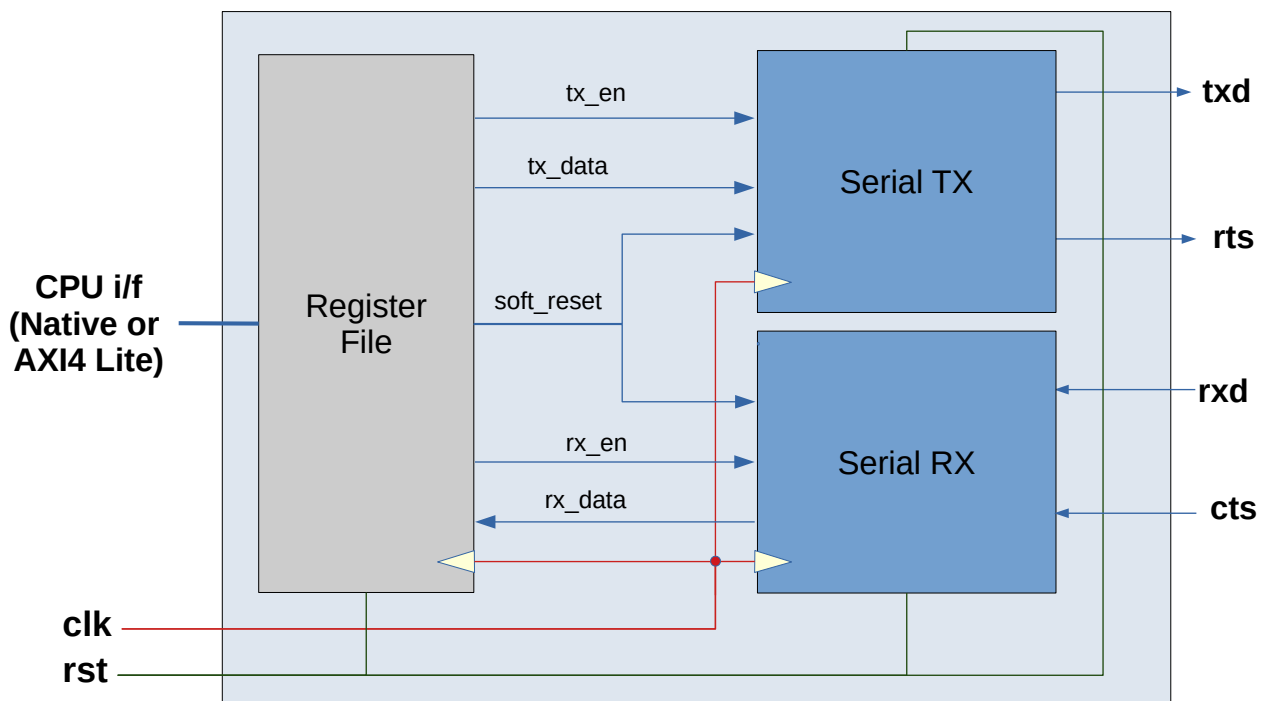 tx_en
txd
tx_data
Serial TX
rts
CPU i/f
(Native or
AXI4 Lite)
Register
File
soft_reset
rxd
rx_en
Serial RX
rx_data
cts
clk
rst